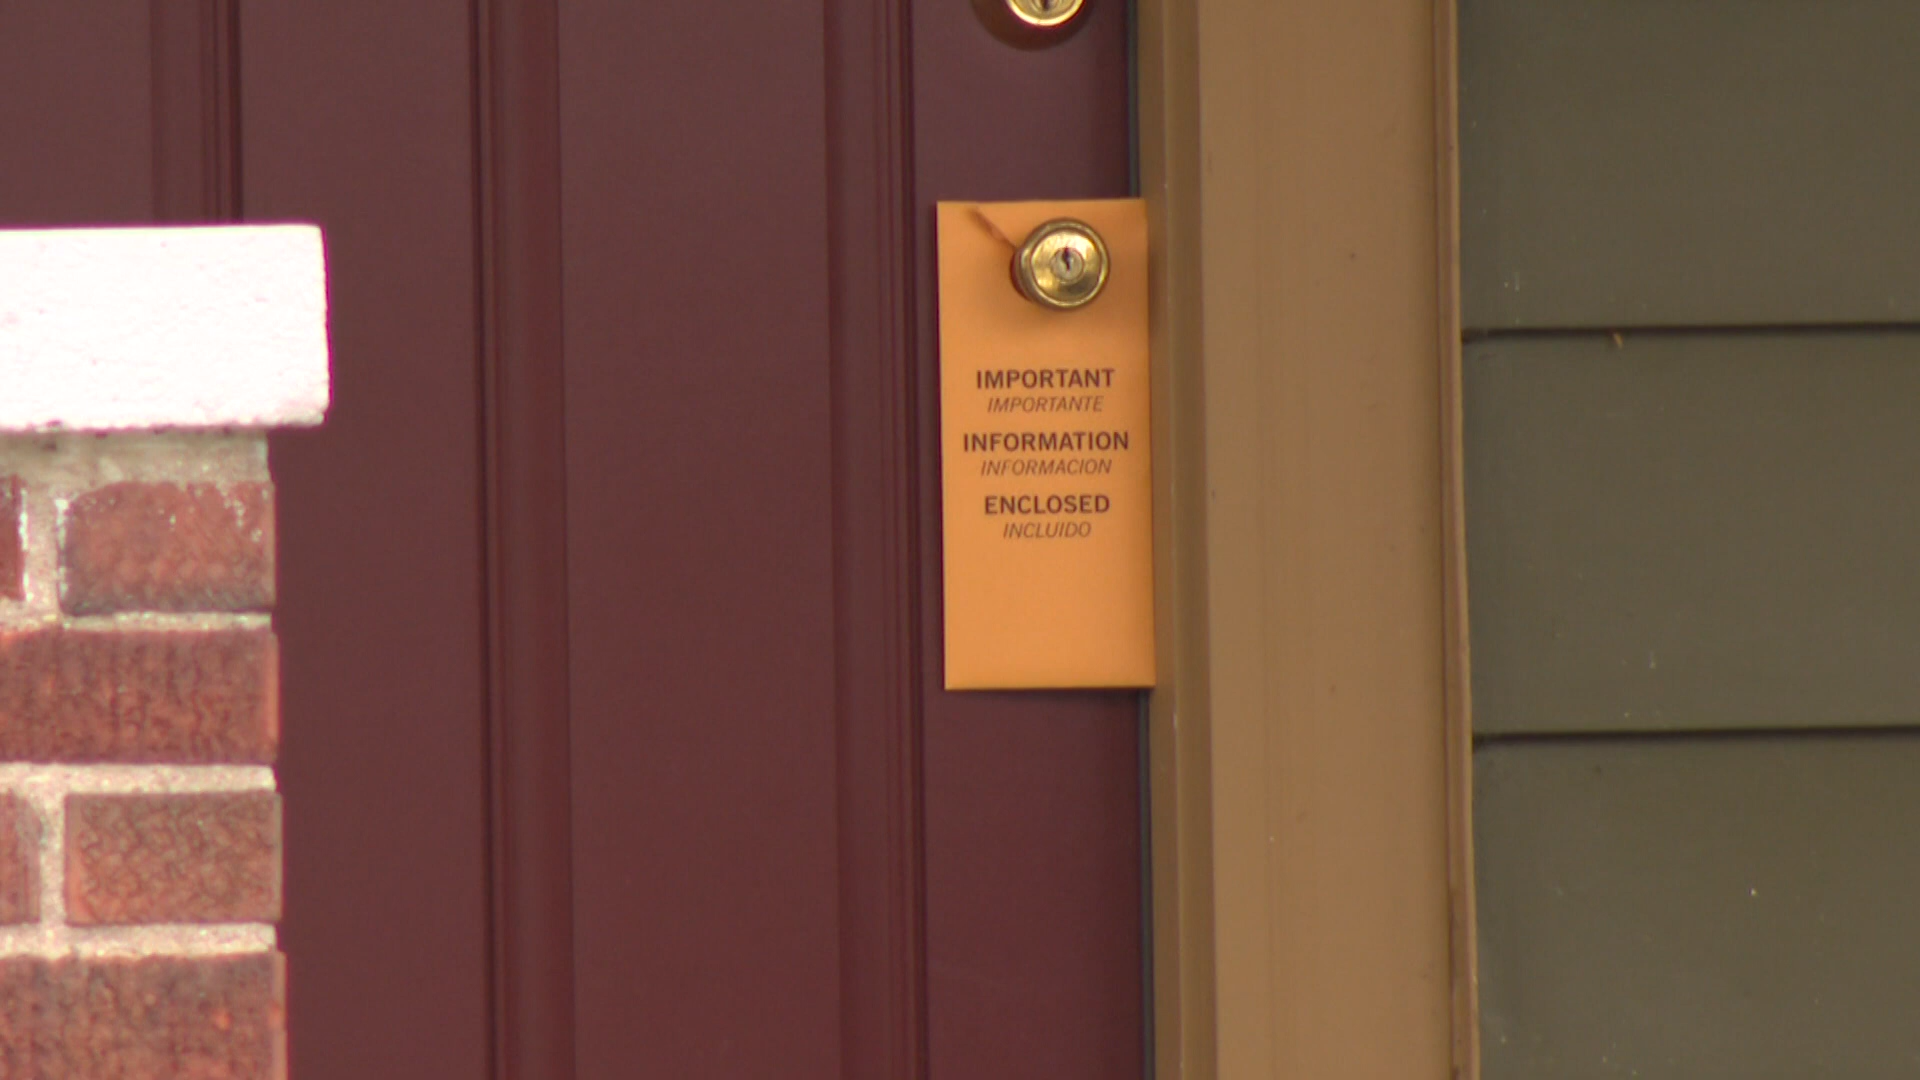 IMPORTANT
IMPORTANTE
INFORMATION
INFORMACION
ENCLOSED
INCLUIDO